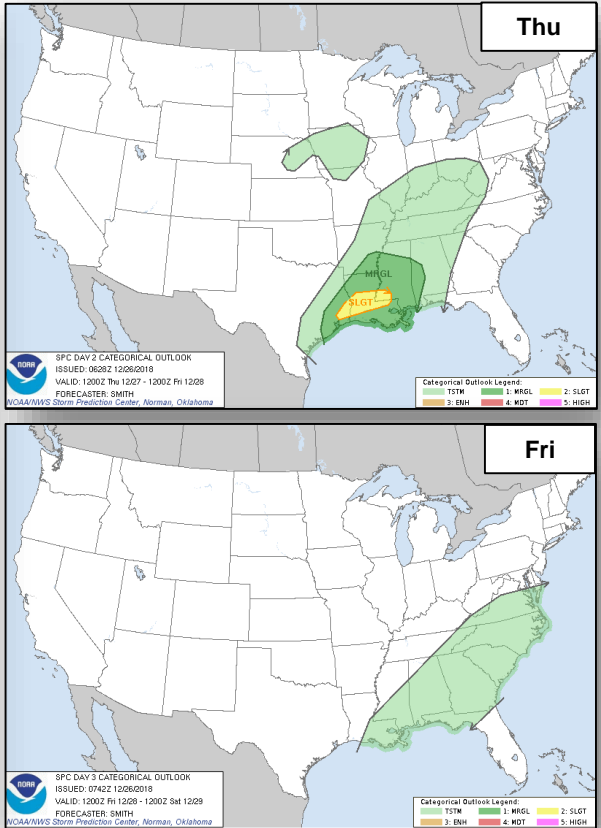 Thu
MRGL
SLGT
NOAA
SPC DAY 2 CATEGORICAL OUTLOOK
ISSUED: 0628Z 12/26/2018
VALID: 1200Z Thu 12/27 - 1200Z Fri 12/28
FORECASTER: SMITH
NOAA/NWS Storm Prediction Center, Norman, Oklahoma
Categorical Outlook Legend:
TSTM 1: MRGL 2: SLGT
3: ENH 4: MDT 5: HIGH
Fri
NOAA
SPC DAY 3 CATEGORICAL OUTLOOK
ISSUED: 0742Z 12/26/2018
VALID: 1200Z Fri 12/28 - 1200Z Sat 12/29
FORECASTER: SMITH
NOAA/NWS Storm Prediction Center, Norman, Oklahoma
Categorical Outlook Legend:
TSTM 1: MRGL 2: SLGT
3: ENH 4: MDT 5: HIGH